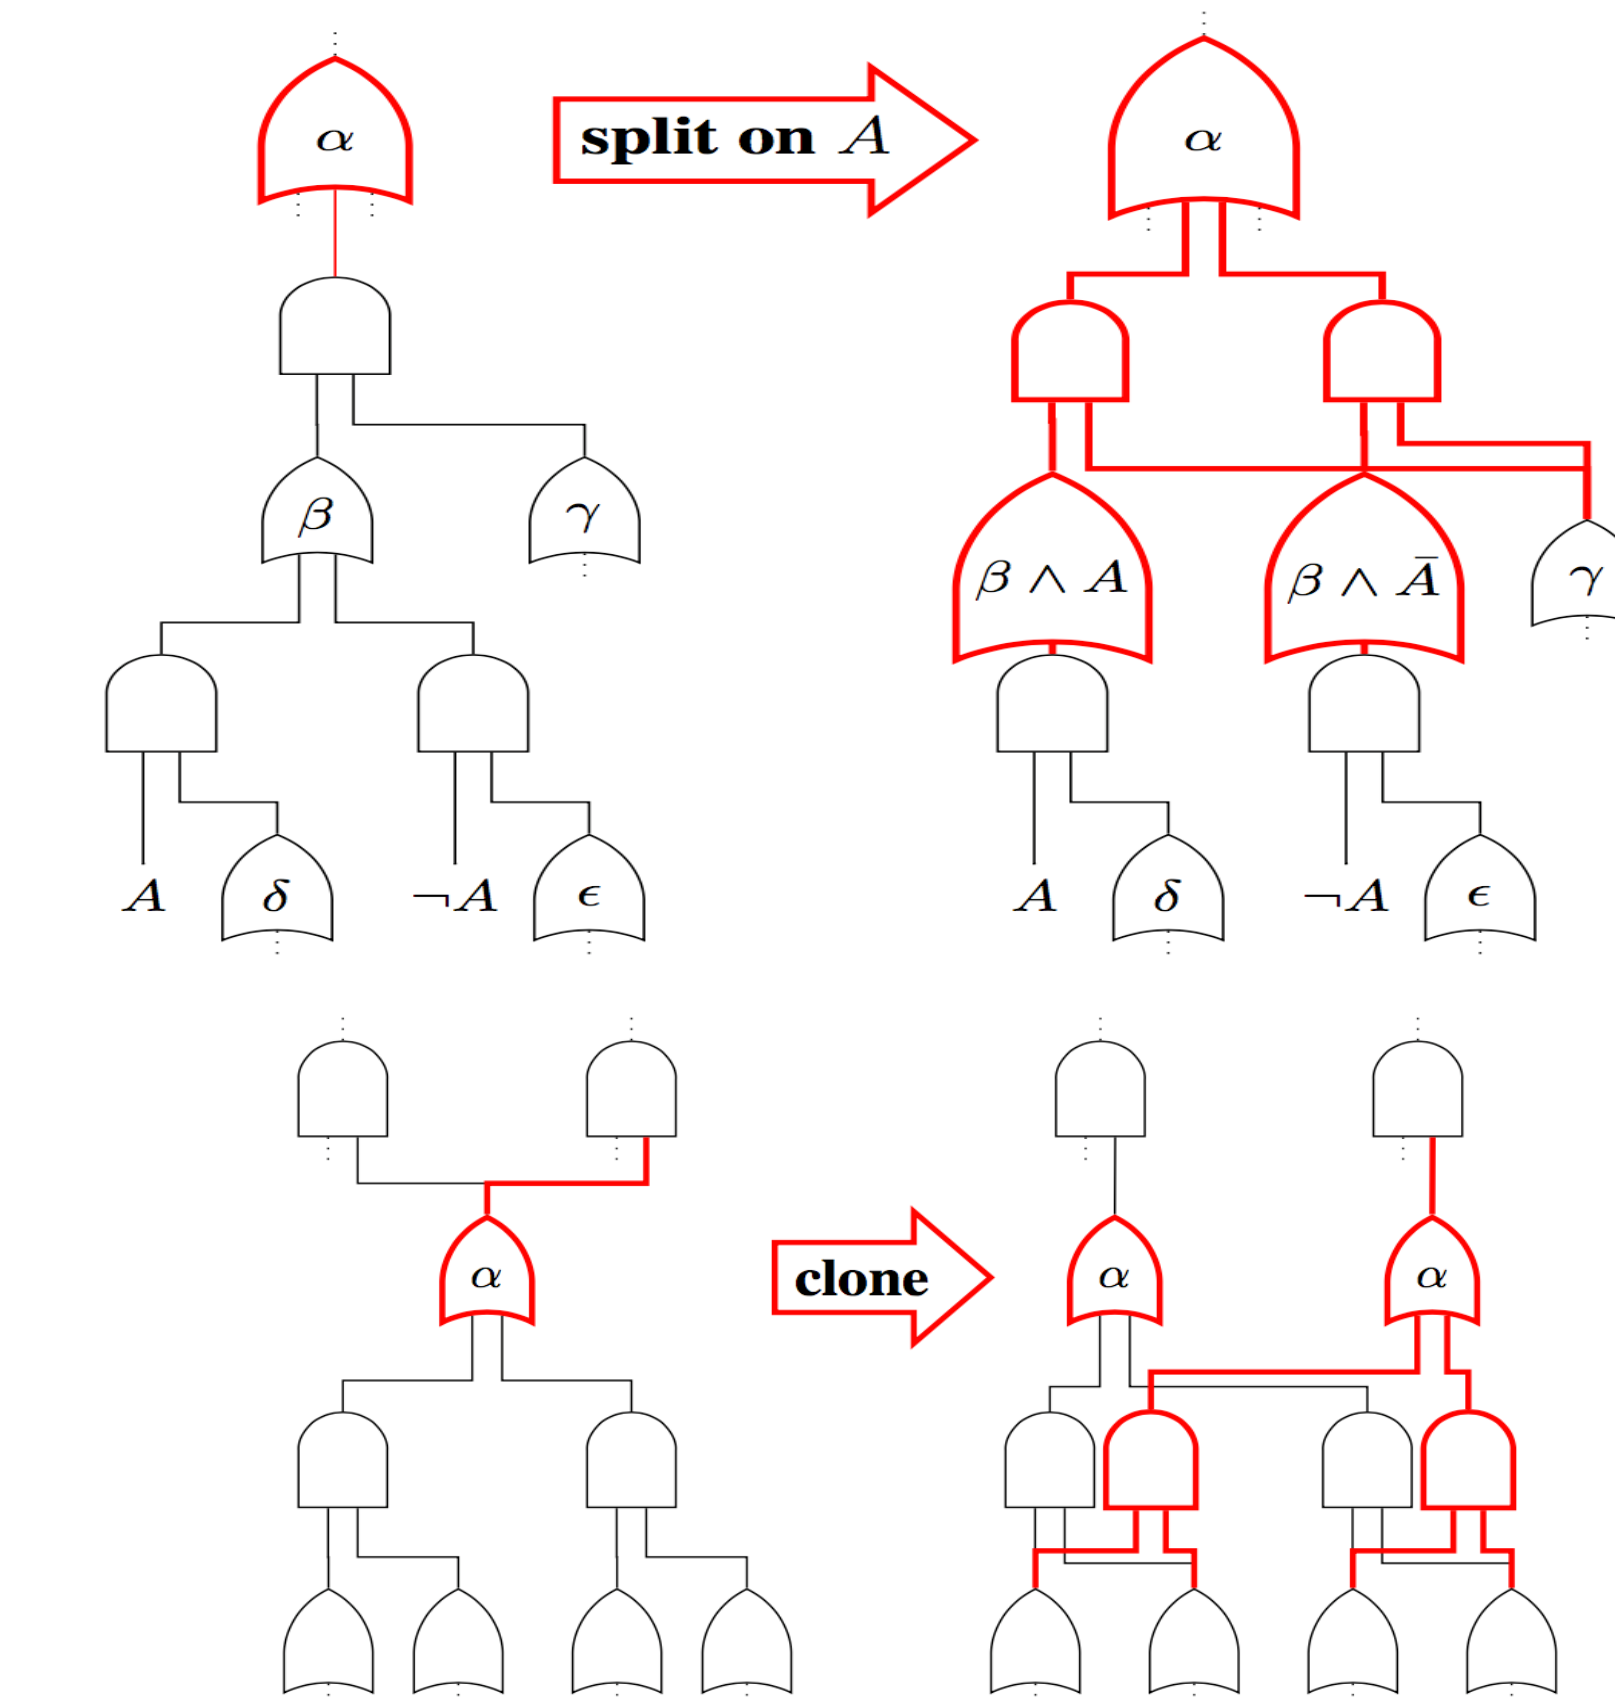 α
split on A
α
β
γ
β ∧ A
β ∧ Ā
γ
A
δ
¬A
ϵ
A
δ
¬A
ϵ
α
clone
α
α